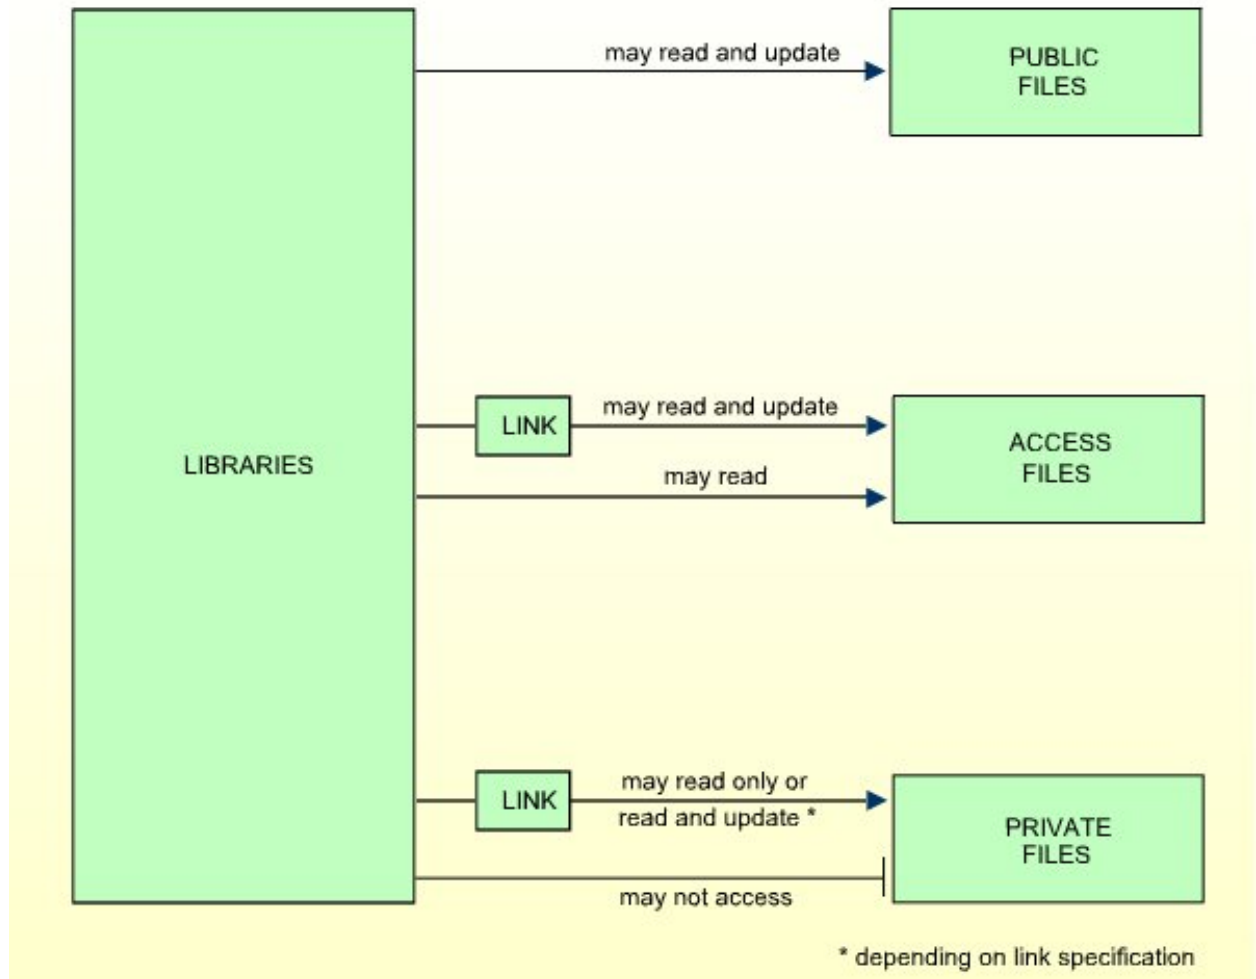 may read and update
PUBLIC
FILES
LIBRARIES
LINK
may read and update
may read
ACCESS
FILES
LINK
may read only or
read and update *
may not access
PRIVATE
FILES
* depending on link specification